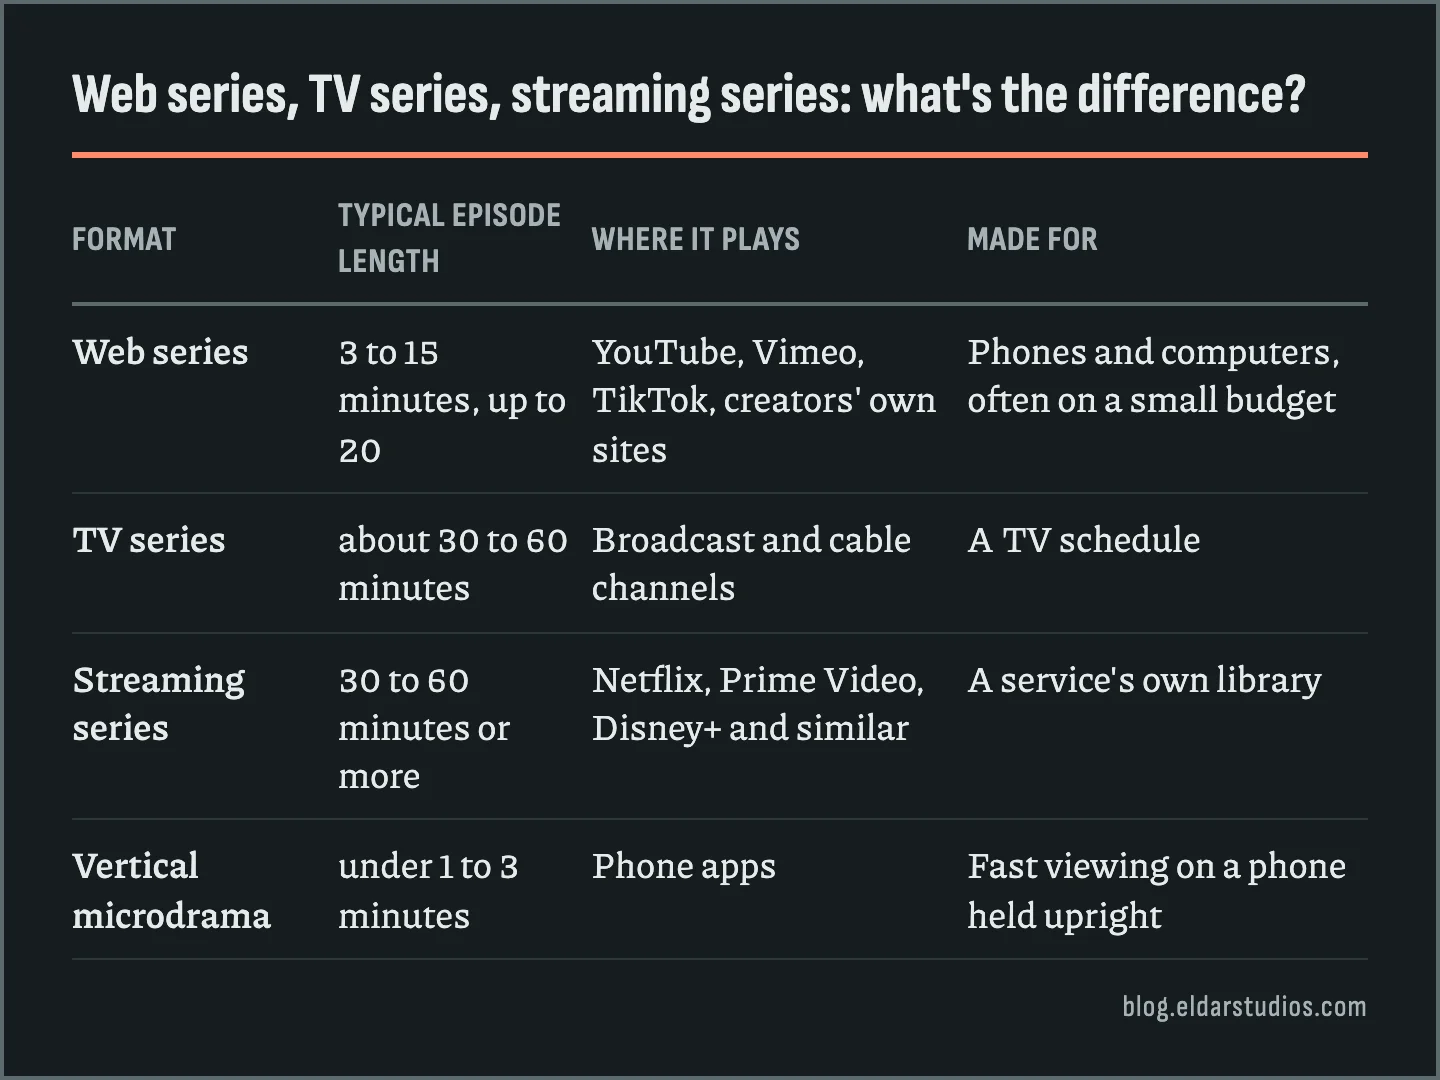 Web series, TV series, streaming series: what's the difference?
FORMAT
TYPICAL EPISODE
LENGTH
WHERE IT PLAYS
MADE FOR
Web series
3 to 15
minutes, up to
20
YouTube, Vimeo,
TikTok, creators' own
sites
Phones and computers,
often on a small budget
TV series
about 30 to 60
minutes
Broadcast and cable
channels
A TV schedule
Streaming
series
30 to 60
minutes or
more
Netflix, Prime Video,
Disney+ and similar
A service's own library
Vertical
microdrama
under 1 to 3
minutes
Phone apps
Fast viewing on a phone
held upright
blog.eldarstudios.com